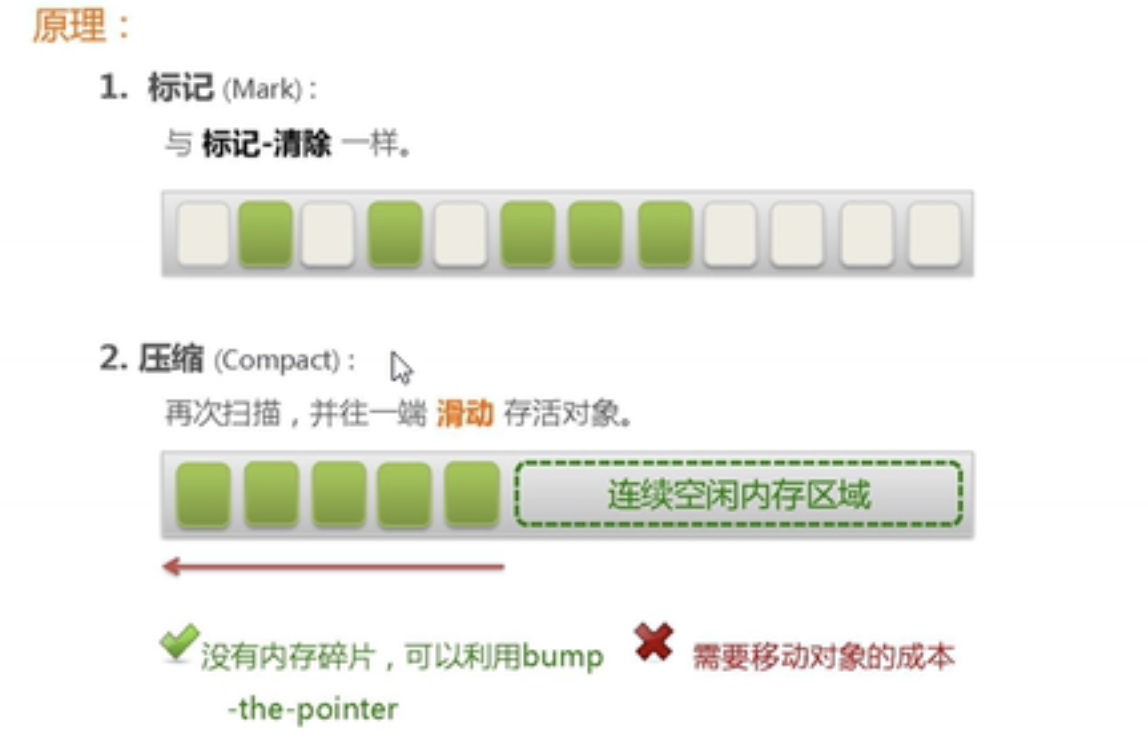 原理：
1. 标记 (Mark) :
与 标记-清除 一样。
2. 压缩 (Compact) :
再次扫描，并往一端 滑动 存活对象。
连续空闲内存区域
没有内存碎片，可以利用bump
-the-pointer
需要移动对象的成本